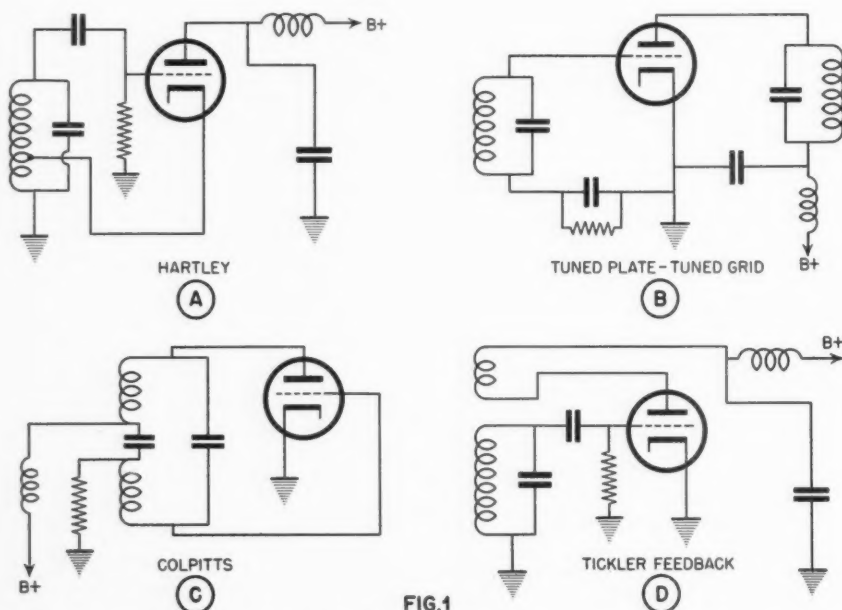 B+
HARTLEY
A
B+
TUNED PLATE-TUNED GRID
B
B+
COLPITTS
C
B+
TICKLER FEEDBACK
D
FIG.1